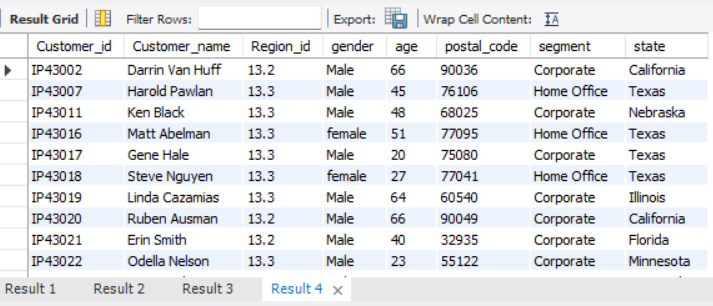 Result Grid Filter Rows: Export: Wrap Cell Content: IA
Customer_id Customer_name Region_id gender age postal_code segment state
IP43002 Darrin Van Huff 13.2 Male 66 90036 Corporate California
IP43007 Harold Pawlan 13.3 Male 45 76106 Home Office Texas
IP43011 Ken Black 13.3 Male 48 68025 Corporate Nebraska
IP43016 Matt Abelman 13.3 female 51 77095 Home Office Texas
IP43017 Gene Hale 13.3 Male 20 75080 Corporate Texas
IP43018 Steve Nguyen 13.3 female 27 77041 Home Office Texas
IP43019 Linda Cazamias 13.3 Male 64 60540 Corporate Illinois
IP43020 Ruben Ausman 13.2 Male 66 90049 Corporate California
IP43021 Erin Smith 13.2 Male 40 32935 Corporate Florida
IP43022 Odella Nelson 13.3 Male 23 55122 Corporate Minnesota
Result 1 Result 2 Result 3 Result 4 ×